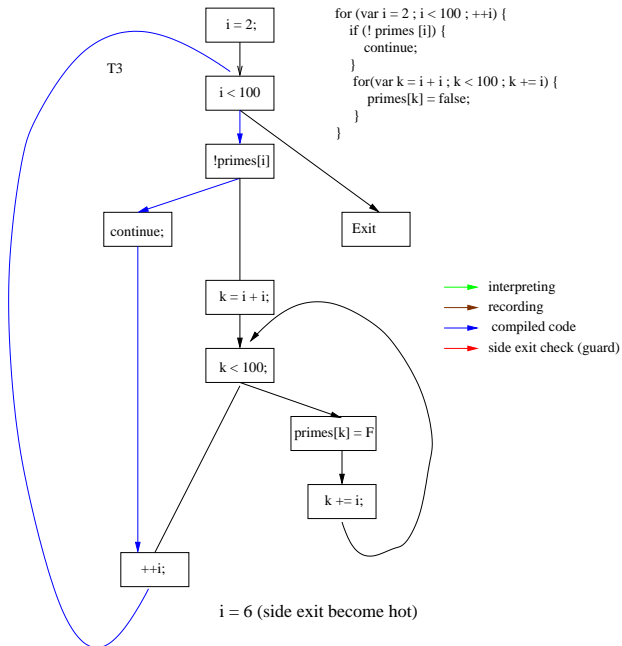 i = 2;
for (var i = 2 ; i < 100 ; ++i) {
if (! primes [i]) {
continue;
}
for(var k = i + i ; k < 100 ; k += i) {
primes[k] = false;
}
}
T3
i < 100
!primes[i]
continue;
Exit
k = i + i;
interpreting
recording
compiled code
side exit check (guard)
k < 100;
primes[k] = F
k += i;
++i;
i = 6 (side exit become hot)